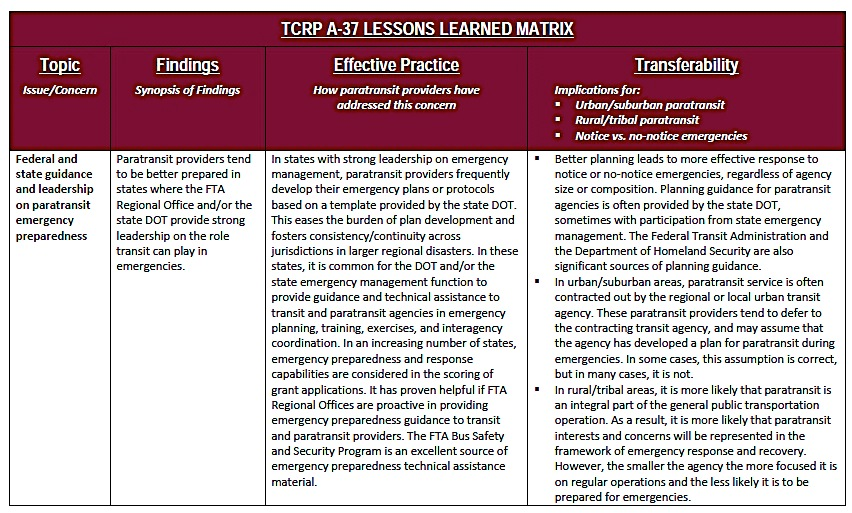 TCRP A-37 LESSONS LEARNED MATRIX
Topic
Issue/Concern
Findings
Synopsis of Findings
Effective Practice
How paratransit providers have
addressed this concern
Transferability
Implications for:
▪ Urban/suburban paratransit
▪ Rural/tribal paratransit
▪ Notice vs. no-notice emergencies
Federal and
state guidance
and leadership
on paratransit
emergency
preparedness
Paratransit providers tend
to be better prepared in
states where the FTA
Regional Office and/or the
state DOT provide strong
leadership on the role
transit can play in
emergencies.
In states with strong leadership on emergency
management, paratransit providers frequently
develop their emergency plans or protocols
based on a template provided by the state DOT.
This eases the burden of plan development and
fosters consistency/continuity across
jurisdictions in larger regional disasters. In these
states, it is common for the DOT and/or the
state emergency management function to
provide guidance and technical assistance to
transit and paratransit agencies in emergency
planning, training, exercises, and interagency
coordination. In an increasing number of states,
emergency preparedness and response
capabilities are considered in the scoring of
grant applications. It has proven helpful if FTA
Regional Offices are proactive in providing
emergency preparedness guidance to transit
and paratransit providers. The FTA Bus Safety
and Security Program is an excellent source of
emergency preparedness technical assistance
material.
▪ Better planning leads to more effective response to
notice or no-notice emergencies, regardless of agency
size or composition. Planning guidance for paratransit
agencies is often provided by the state DOT,
sometimes with participation from state emergency
management. The Federal Transit Administration and
the Department of Homeland Security are also
significant sources of planning guidance.
▪ In urban/suburban areas, paratransit service is often
contracted out by the regional or local urban transit
agency. These paratransit providers tend to defer to
the contracting transit agency, and may assume that
the agency has developed a plan for paratransit during
emergencies. In some cases, this assumption is correct,
but in many cases, it is not.
▪ In rural/tribal areas, it is more likely that paratransit is
an integral part of the general public transportation
operation. As a result, it is more likely that paratransit
interests and concerns will be represented in the
framework of emergency response and recovery.
However, the smaller the agency the more focused it is
on regular operations and the less likely it is to be
prepared for emergencies.